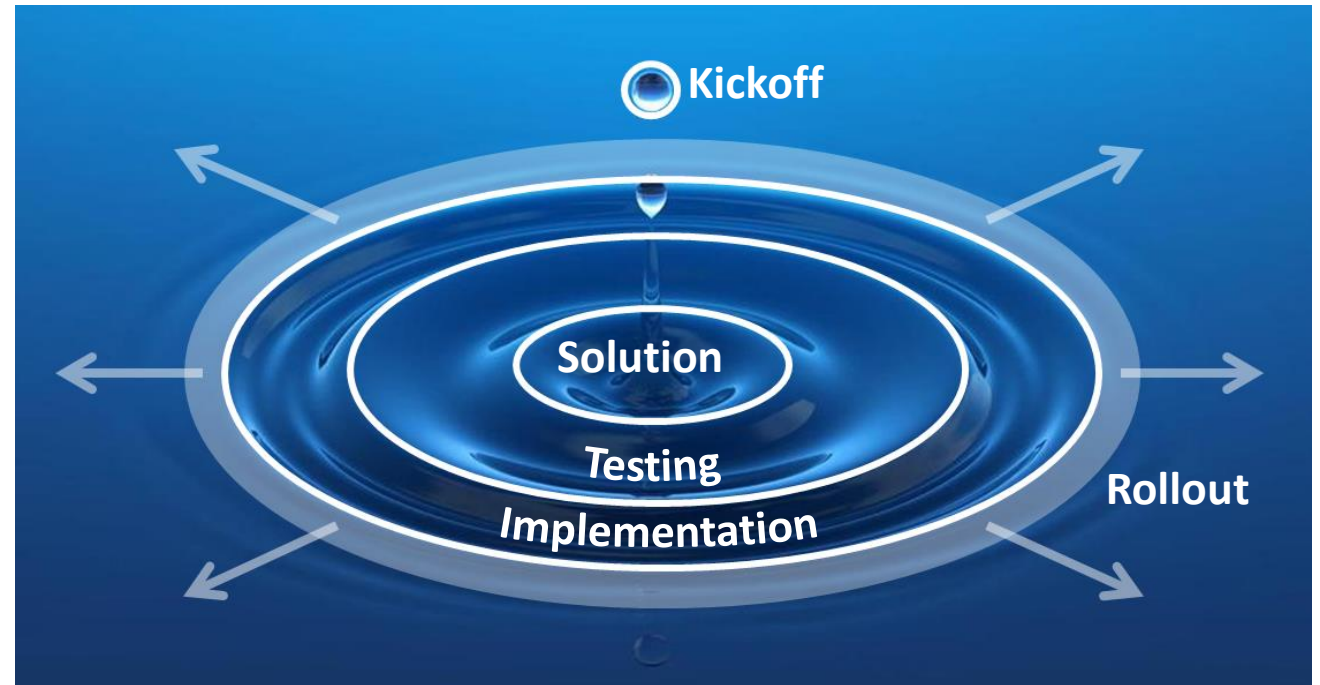 Kickoff
Solution
Testing
Implementation
Rollout